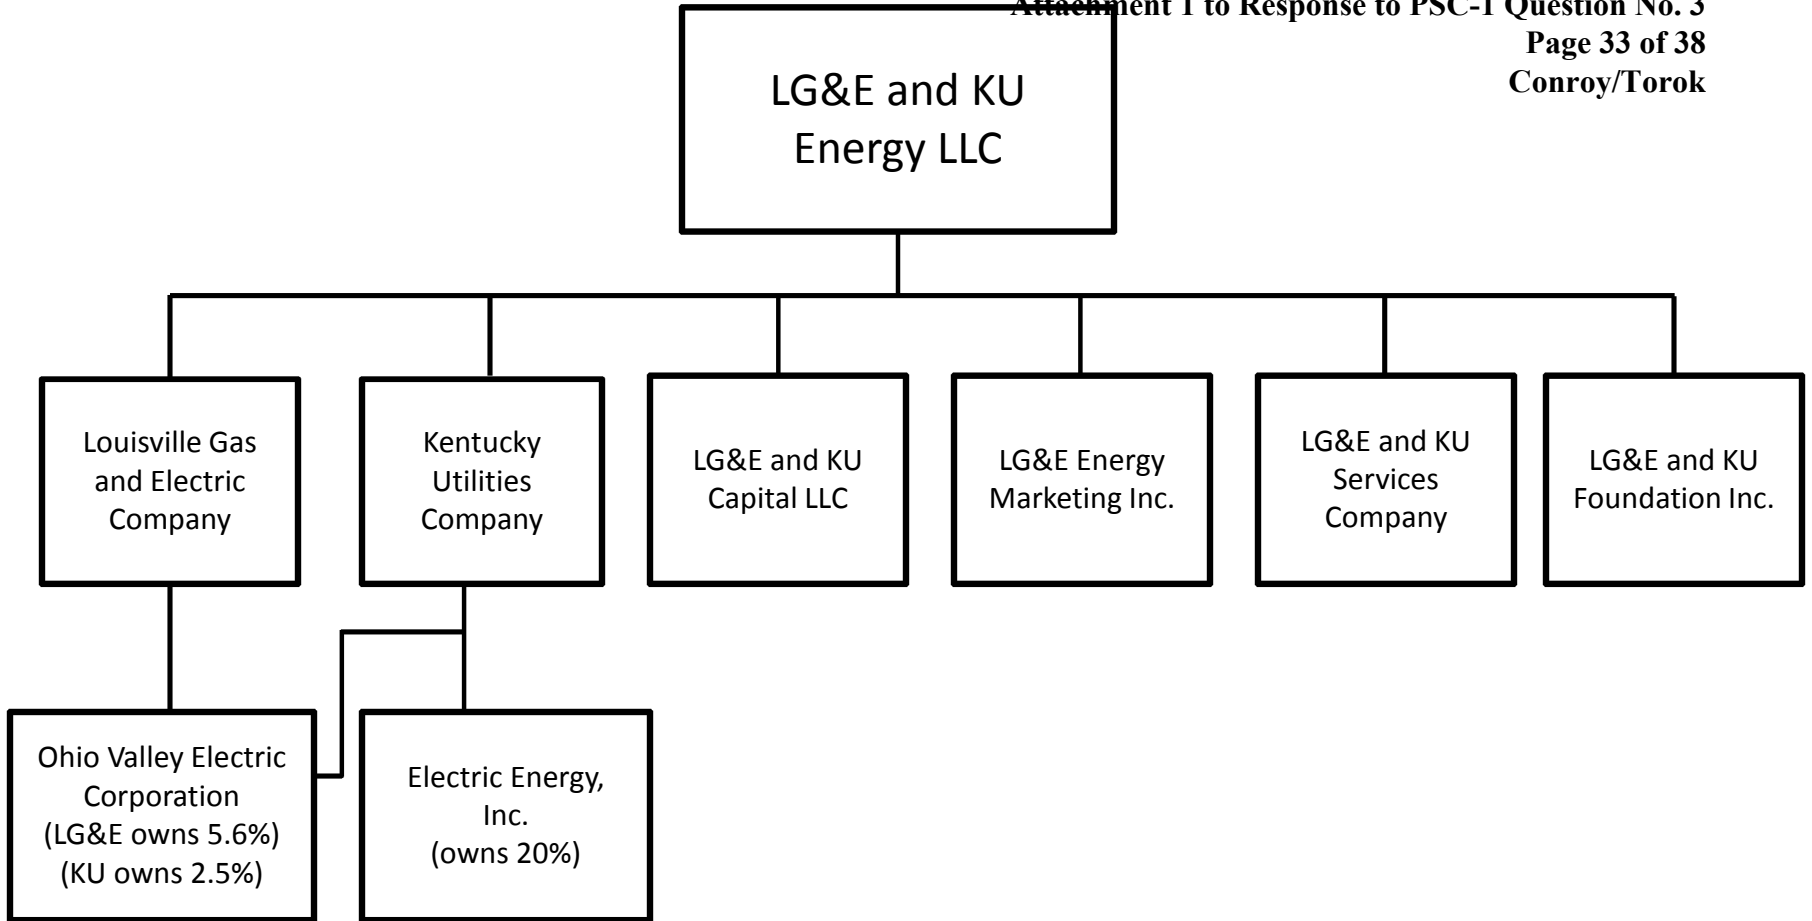 Attachment 1 to Response to PSC-1 Question No. 3
Page 33 of 38
Conroy/Torok
LG&E and KU
Energy LLC
Louisville Gas
and Electric
Company
Kentucky
Utilities
Company
LG&E and KU
Capital LLC
LG&E Energy
Marketing Inc.
LG&E and KU
Services
Company
LG&E and KU
Foundation Inc.
Ohio Valley Electric
Corporation
(LG&E owns 5.6%)
(KU owns 2.5%)
Electric Energy,
Inc.
(owns 20%)